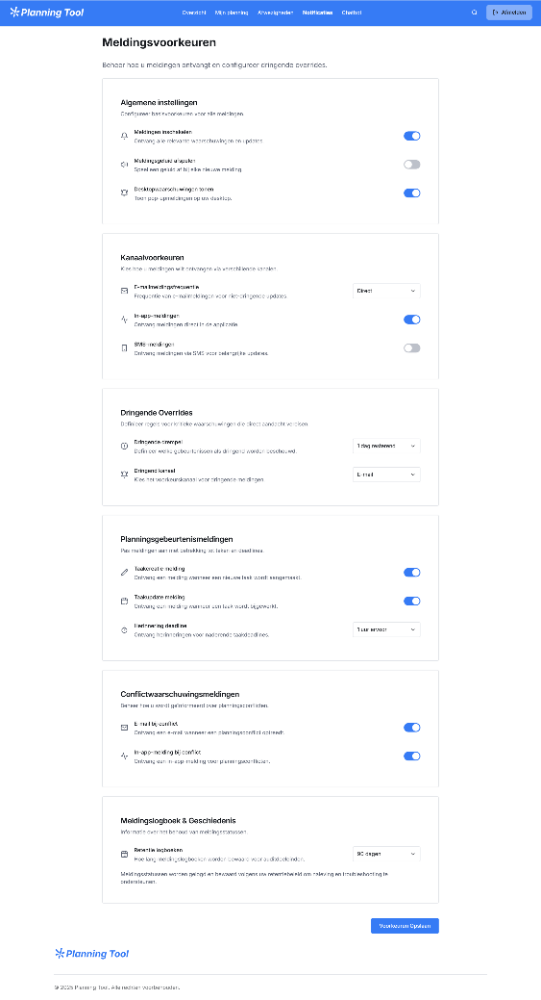 Planning Tool
Overzicht
Mijn planning
Afwezigheden
Notificaties
Chatbot
Afmelden
Meldingsvoorkeuren
Beheer hoe u meldingen ontvangt en configureer dringende overrides.
Algemene instellingen
Configureer basisvoorkeuren voor alle meldingen.
Meldingen inschakelen
Ontvang alle relevante waarschuwingen en updates.
Meldingsgeluid afspelen
Speel een geluid af bij elke nieuwe melding.
Desktopwaarschuwingen tonen
Toon pop-upmeldingen op uw desktop.
Kanaalvoorkeuren
Kies hoe u meldingen wilt ontvangen via verschillende kanalen.
E-mailmeldingsfrequentie
Frequentie van e-mailmeldingen voor niet-dringende updates.
Direct
In-app-meldingen
Ontvang meldingen direct in de applicatie.
SMS-meldingen
Ontvang meldingen via SMS voor belangrijke updates.
Dringende Overrides
Definieer regels voor kritieke waarschuwingen die direct aandacht vereisen.
Dringende drempel
Definieer welke gebeurtenissen als dringend worden beschouwd.
1 dag resterend
Dringend kanaal
Kies het voorkeurskanaal voor dringende meldingen.
E-mail
Planningsgebeurtenismeldingen
Pas meldingen aan met betrekking tot taken en deadlines.
Taakcreatie melding
Ontvang een melding wanneer een nieuwe taak wordt aangemaakt.
Taakupdate melding
Ontvang een melding wanneer een taak wordt bijgewerkt.
Herinnering deadline
Ontvang herinneringen voor naderende taakdeadlines.
1 uur ervoor
Conflictwaarschuwingsmeldingen
Beheer hoe u wordt geïnformeerd over planningsconflicten.
E-mail bij conflict
Ontvang een e-mail wanneer een planningsconflict optreedt.
In-app-melding bij conflict
Ontvang een in-app-melding voor planningsconflicten.
Meldingslogboek & Geschiedenis
Informatie over het behoud van meldingsstatussen.
Retentie logboeken
Hoe lang meldingslogboeken worden bewaard voor auditdoeleinden.
90 dagen
Meldingsstatussen worden gelogd en bewaard volgens uw retentiebeleid om naleving en troubleshooting te
ondersteunen.
Voorkeuren Opslaan
Planning Tool
© 2025 Planning Tool. Alle rechten voorbehouden.